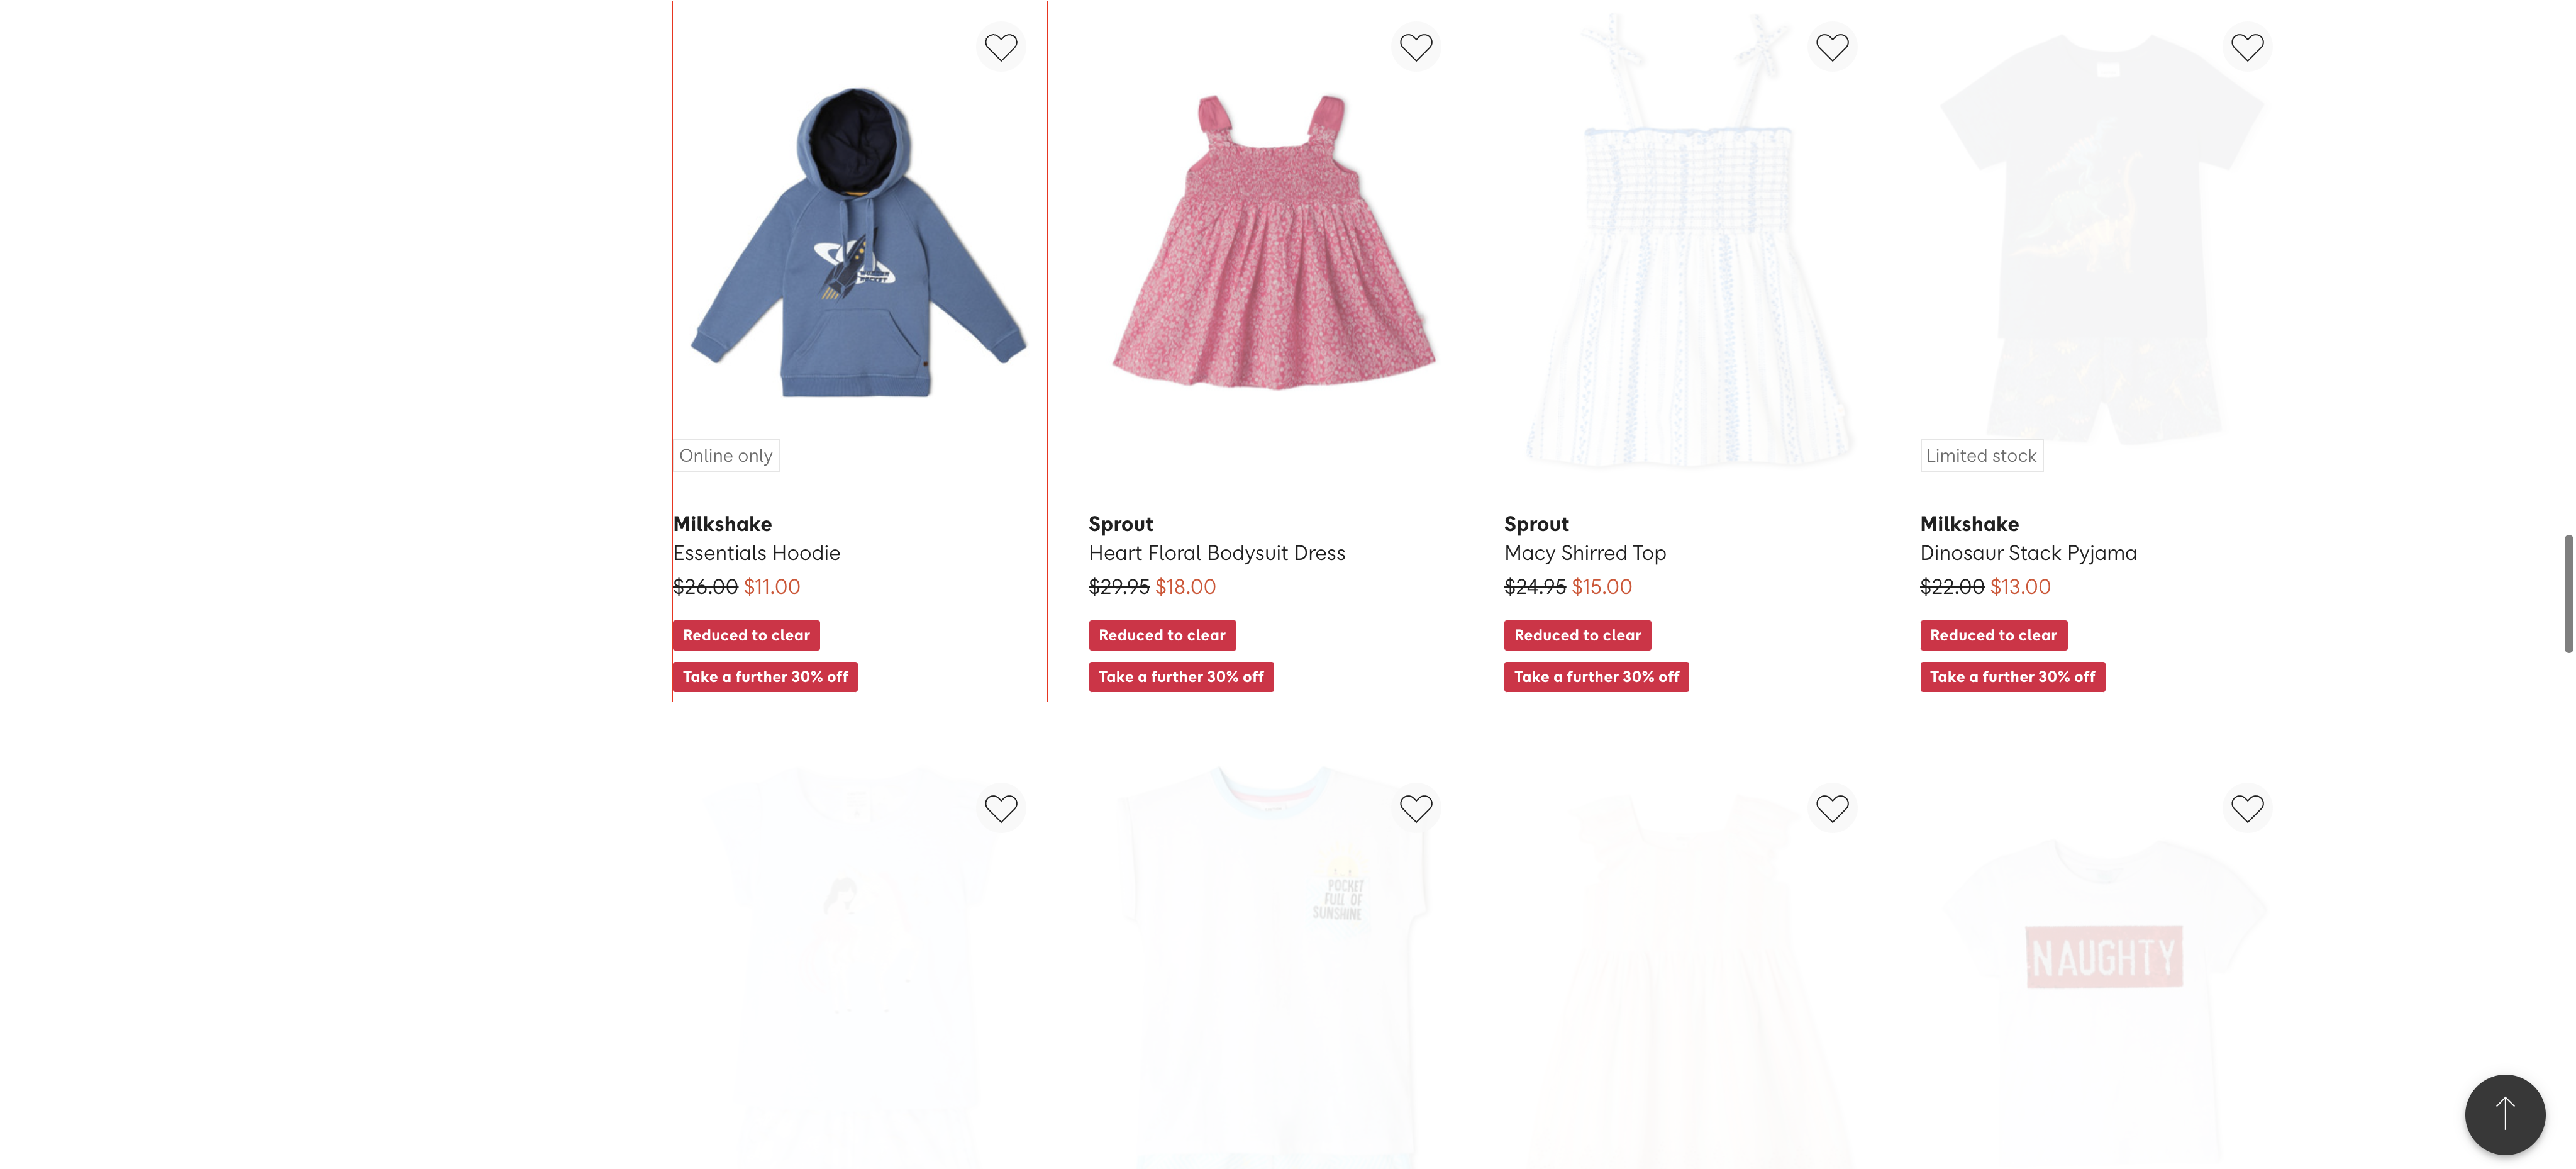 Online only
Limited stock
Milkshake
Essentials Hoodie
$26.00 $11.00
Reduced to clear
Take a further 30% off
Sprout
Heart Floral Bodysuit Dress
$29.95 $18.00
Reduced to clear
Take a further 30% off
Sprout
Macy Shirred Top
$24.95 $15.00
Reduced to clear
Take a further 30% off
Milkshake
Dinosaur Stack Pyjama
$22.00 $13.00
Reduced to clear
Take a further 30% off
POCKET
FULL OF
SUNSHINE
NAUGHTY